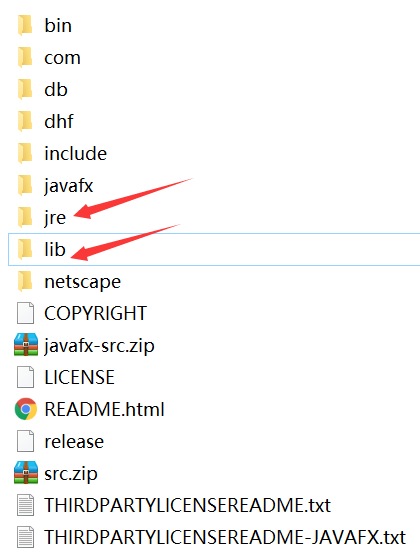 bin
com
db
dhf
include
javafx
jre
lib
netscape
COPYRIGHT
javafx-src.zip
LICENSE
README.html
release
src.zip
THIRDPARTYLICENSEREADME.txt
THIRDPARTYLICENSEREADME-JAVAFX.txt